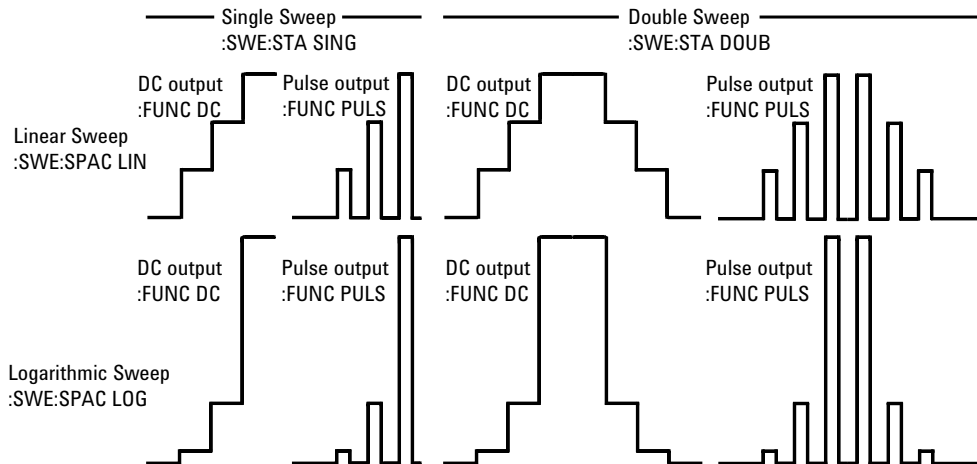 Single Sweep
:SWE:STA SING
Double Sweep
:SWE:STA DOUB
Linear Sweep
:SWE:SPAC LIN
DC output
:FUNC DC
Pulse output
:FUNC PULS
DC output
:FUNC DC
Pulse output
:FUNC PULS
Logarithmic Sweep
:SWE:SPAC LOG
DC output
:FUNC DC
Pulse output
:FUNC PULS
DC output
:FUNC DC
Pulse output
:FUNC PULS